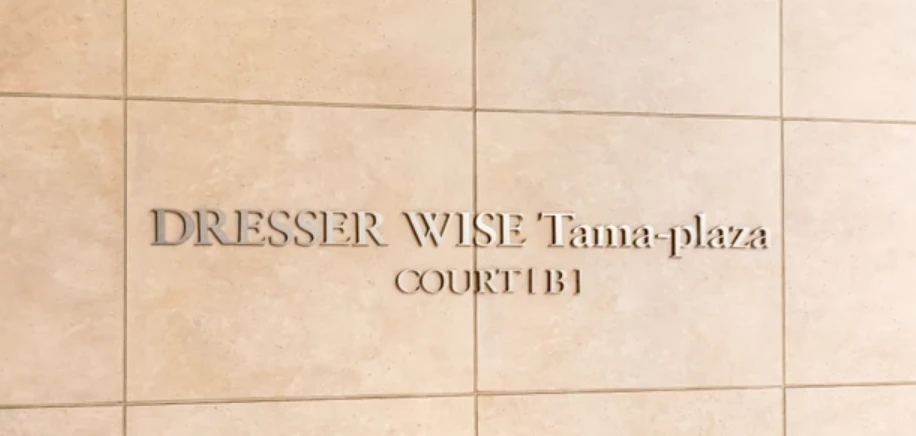 DRESSER WISE Tama-plaza
COURT [ B ]